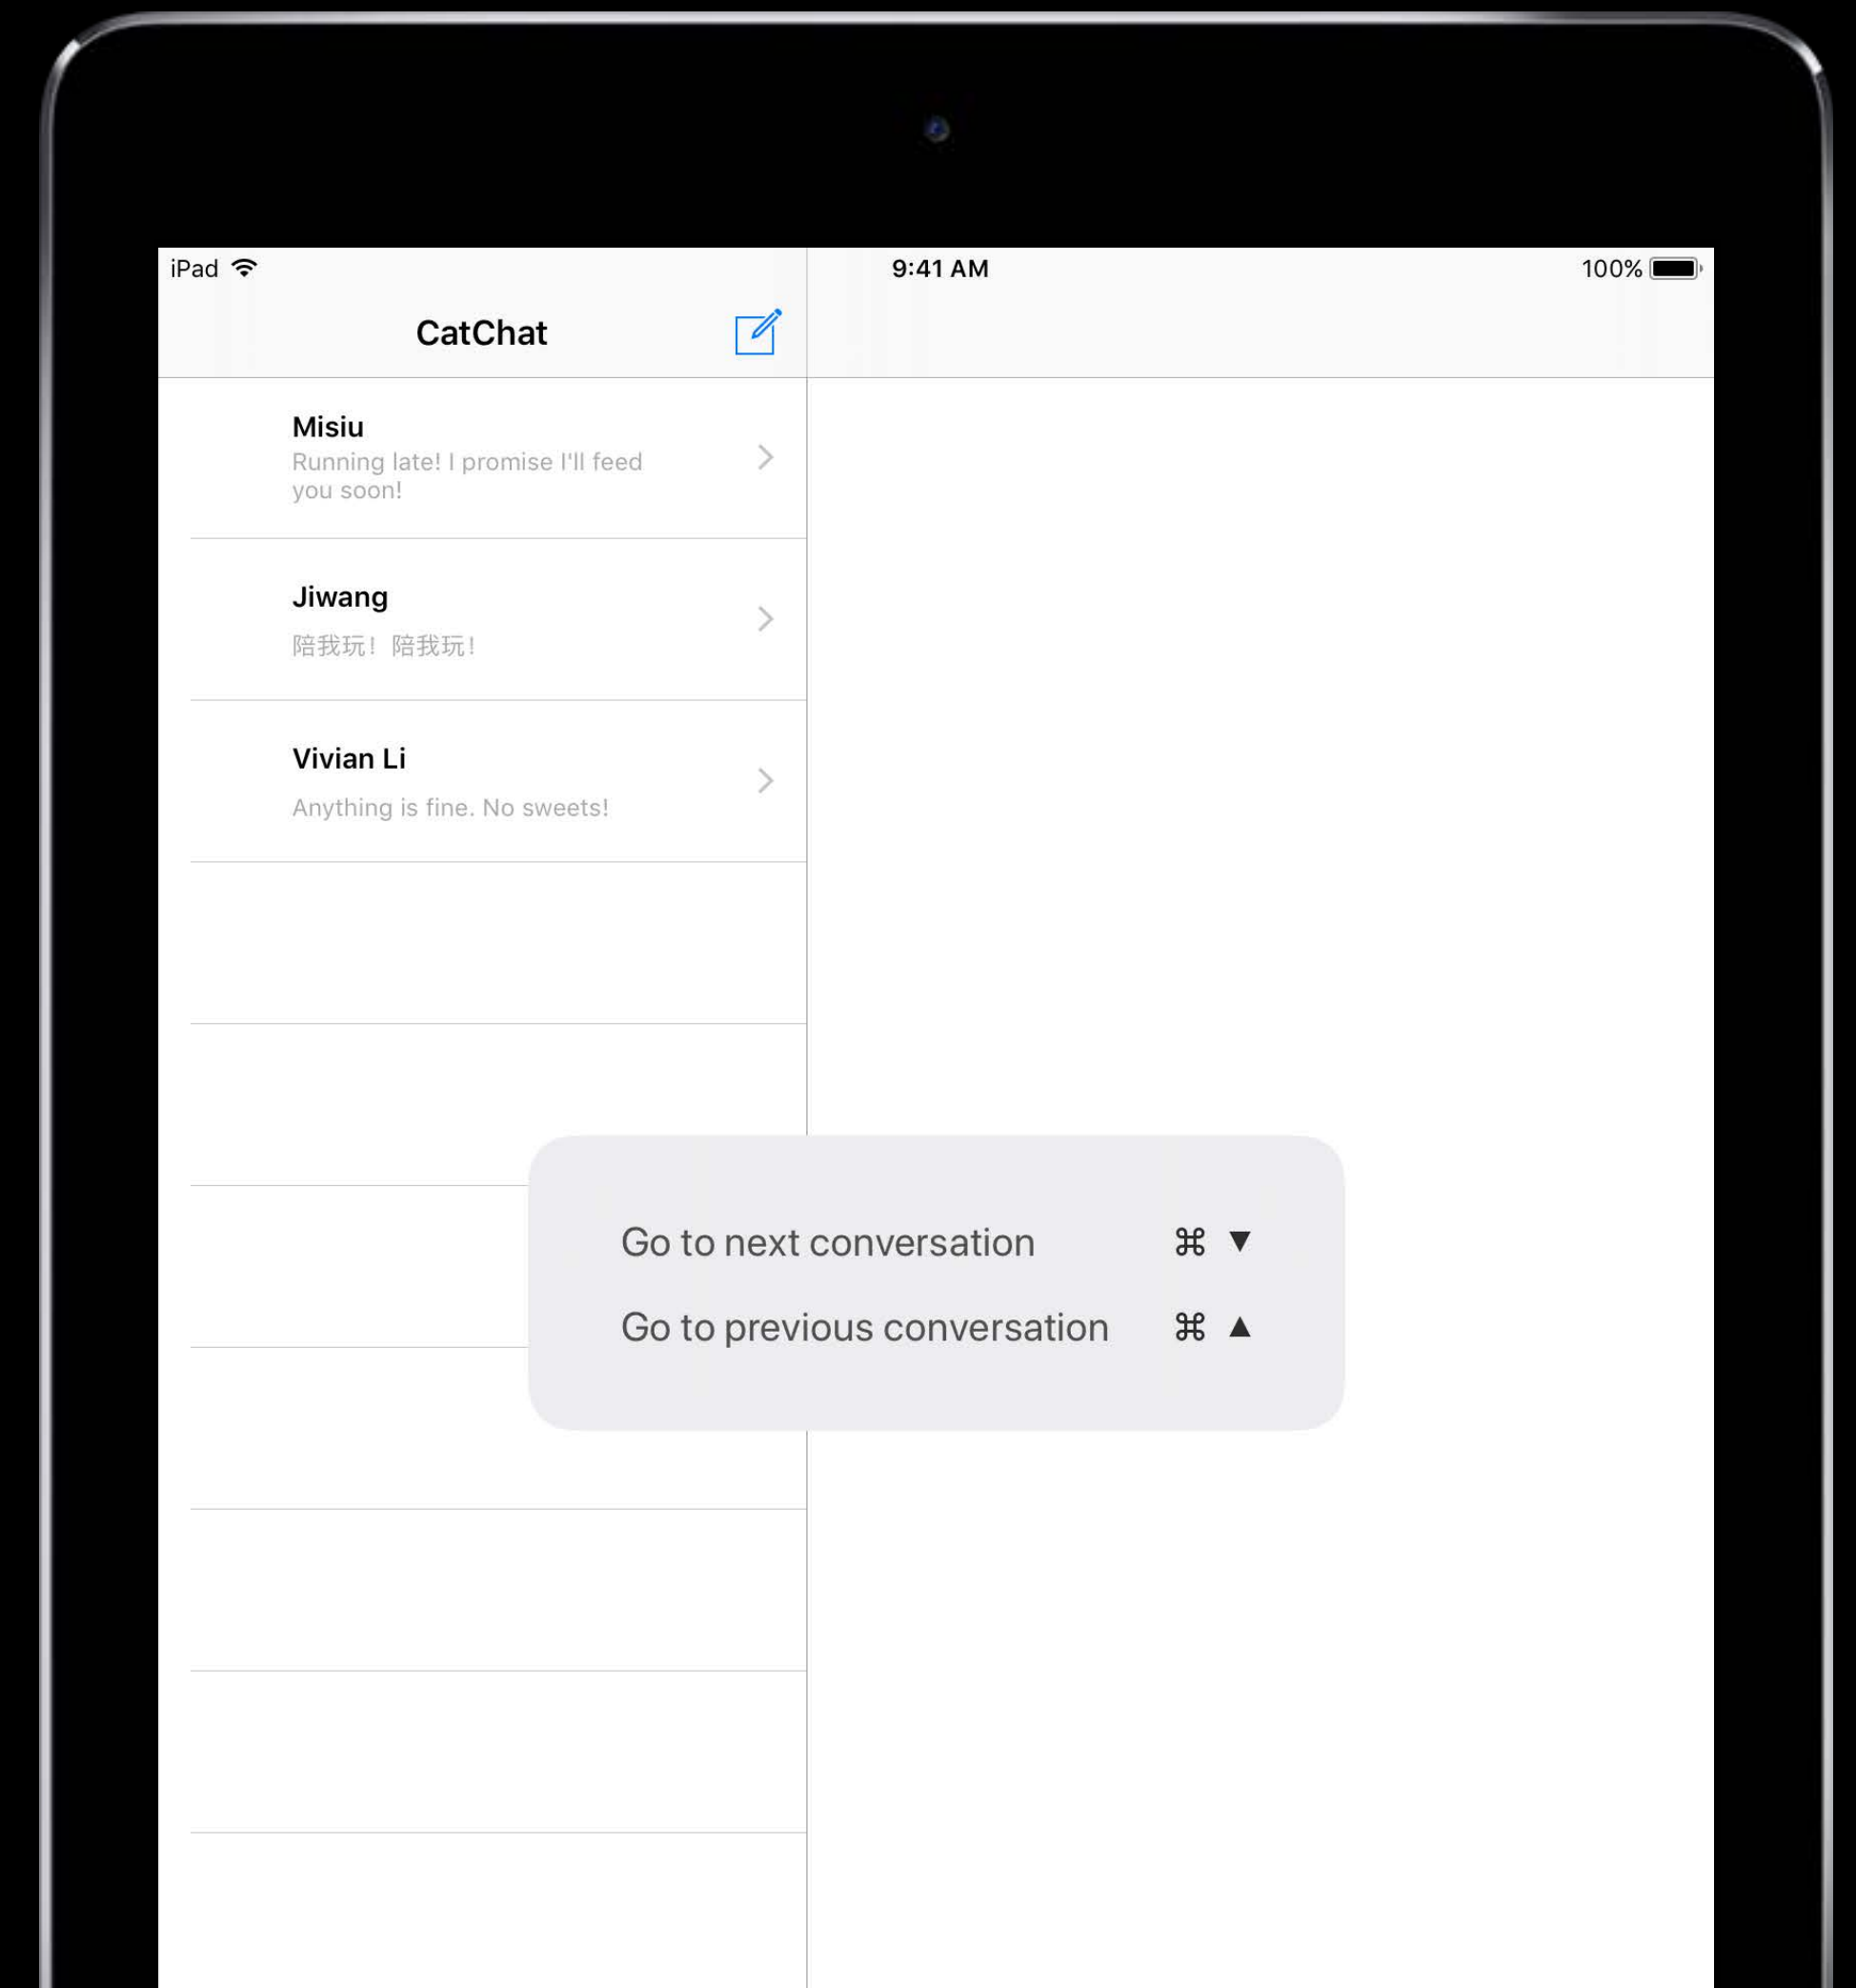 iPad 9:41 AM 100%
CatChat
Misiu
Running late! I promise I'll feed
you soon!
Jiwang
陪我玩！陪我玩！
Vivian Li
Anything is fine. No sweets!
Go to next conversation ⌘ ▼
Go to previous conversation ⌘ ▲